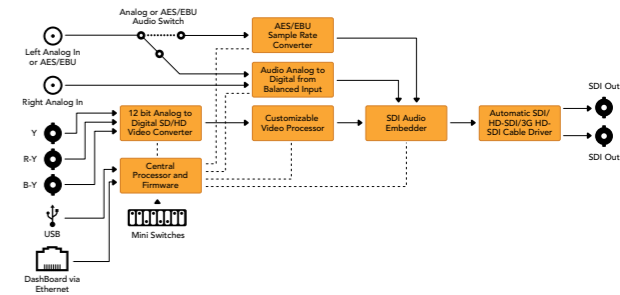 Analog or AES/EBU
Audio Switch
Left Analog In
or AES/EBU
Right Analog In
AES/EBU
Sample Rate
Converter
Audio Analog to
Digital from
Balanced Input
Y
R-Y
B-Y
12 bit Analog to
Digital SD/HD
Video Converter
Customizable
Video Processor
SDI Audio
Embedder
Automatic SDI/
HD-SDI/3G HD-
SDI Cable Driver
SDI Out
SDI Out
Central
Processor and
Firmware
USB
Mini Switches
DashBoard via
Ethernet